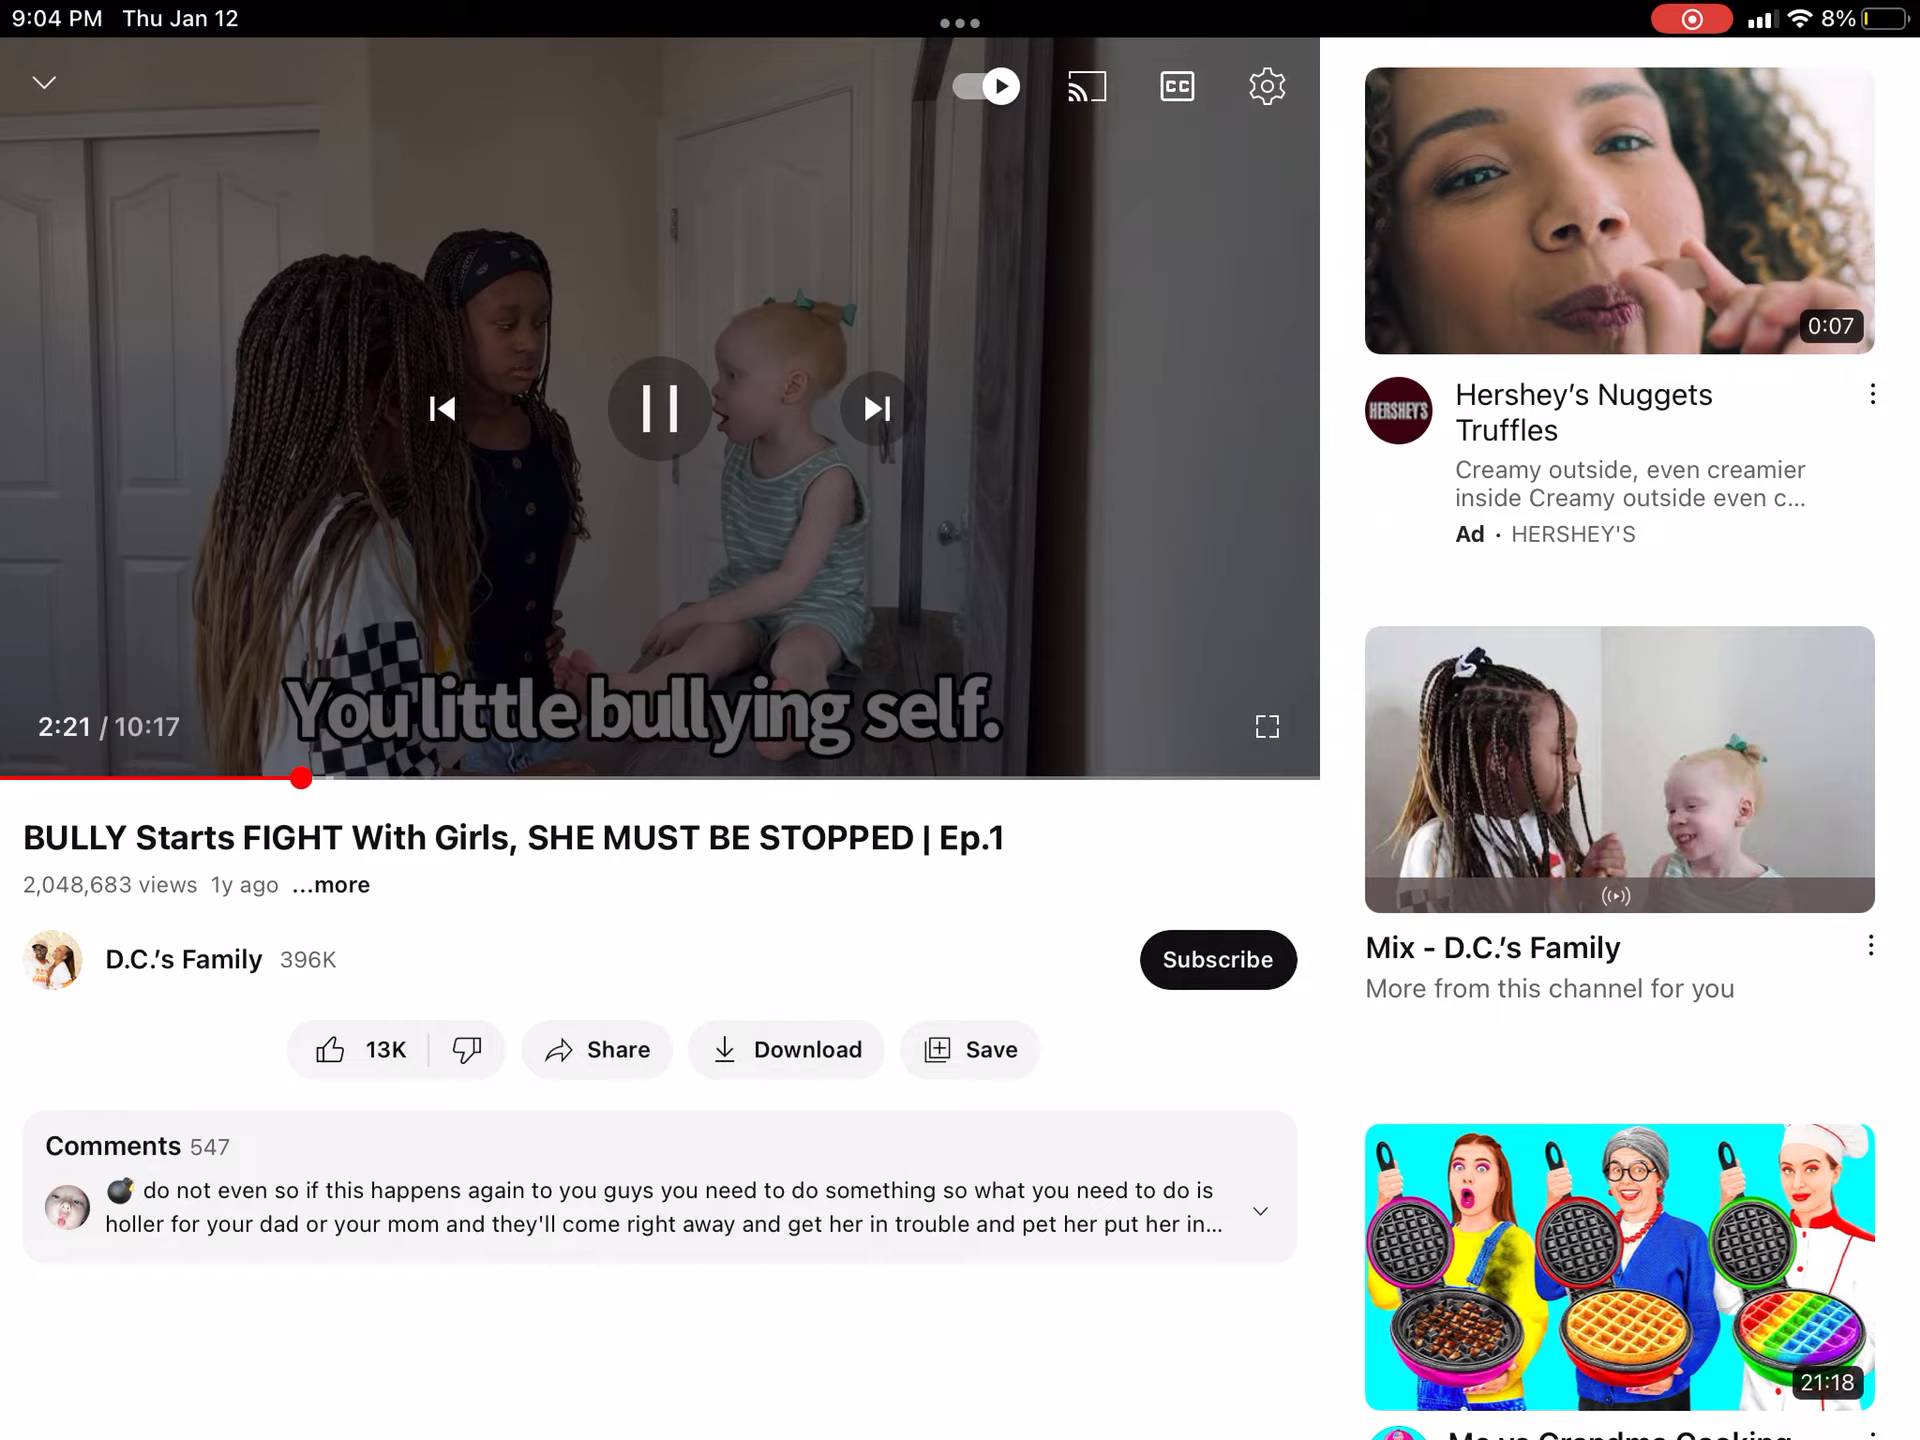 9:04 PM Thu Jan 12
8%
CC
You little bullying self.
2:21 / 10:17
BULLY Starts FIGHT With Girls, SHE MUST BE STOPPED | Ep.1
2,048,683 views 1y ago ...more
D.C.'s Family 396K
Subscribe
13K
Share
Download
Save
Comments 547
do not even so if this happens again to you guys you need to do something so what you need to do is
holler for your dad or your mom and they'll come right away and get her in trouble and pet her put her in...
0:07
HERSHEY'S
Hershey’s Nuggets
Truffles
Creamy outside, even creamier
inside Creamy outside even c...
Ad · HERSHEY'S
Mix - D.C.’s Family
More from this channel for you
21:18
Me vs Grandma Cooking